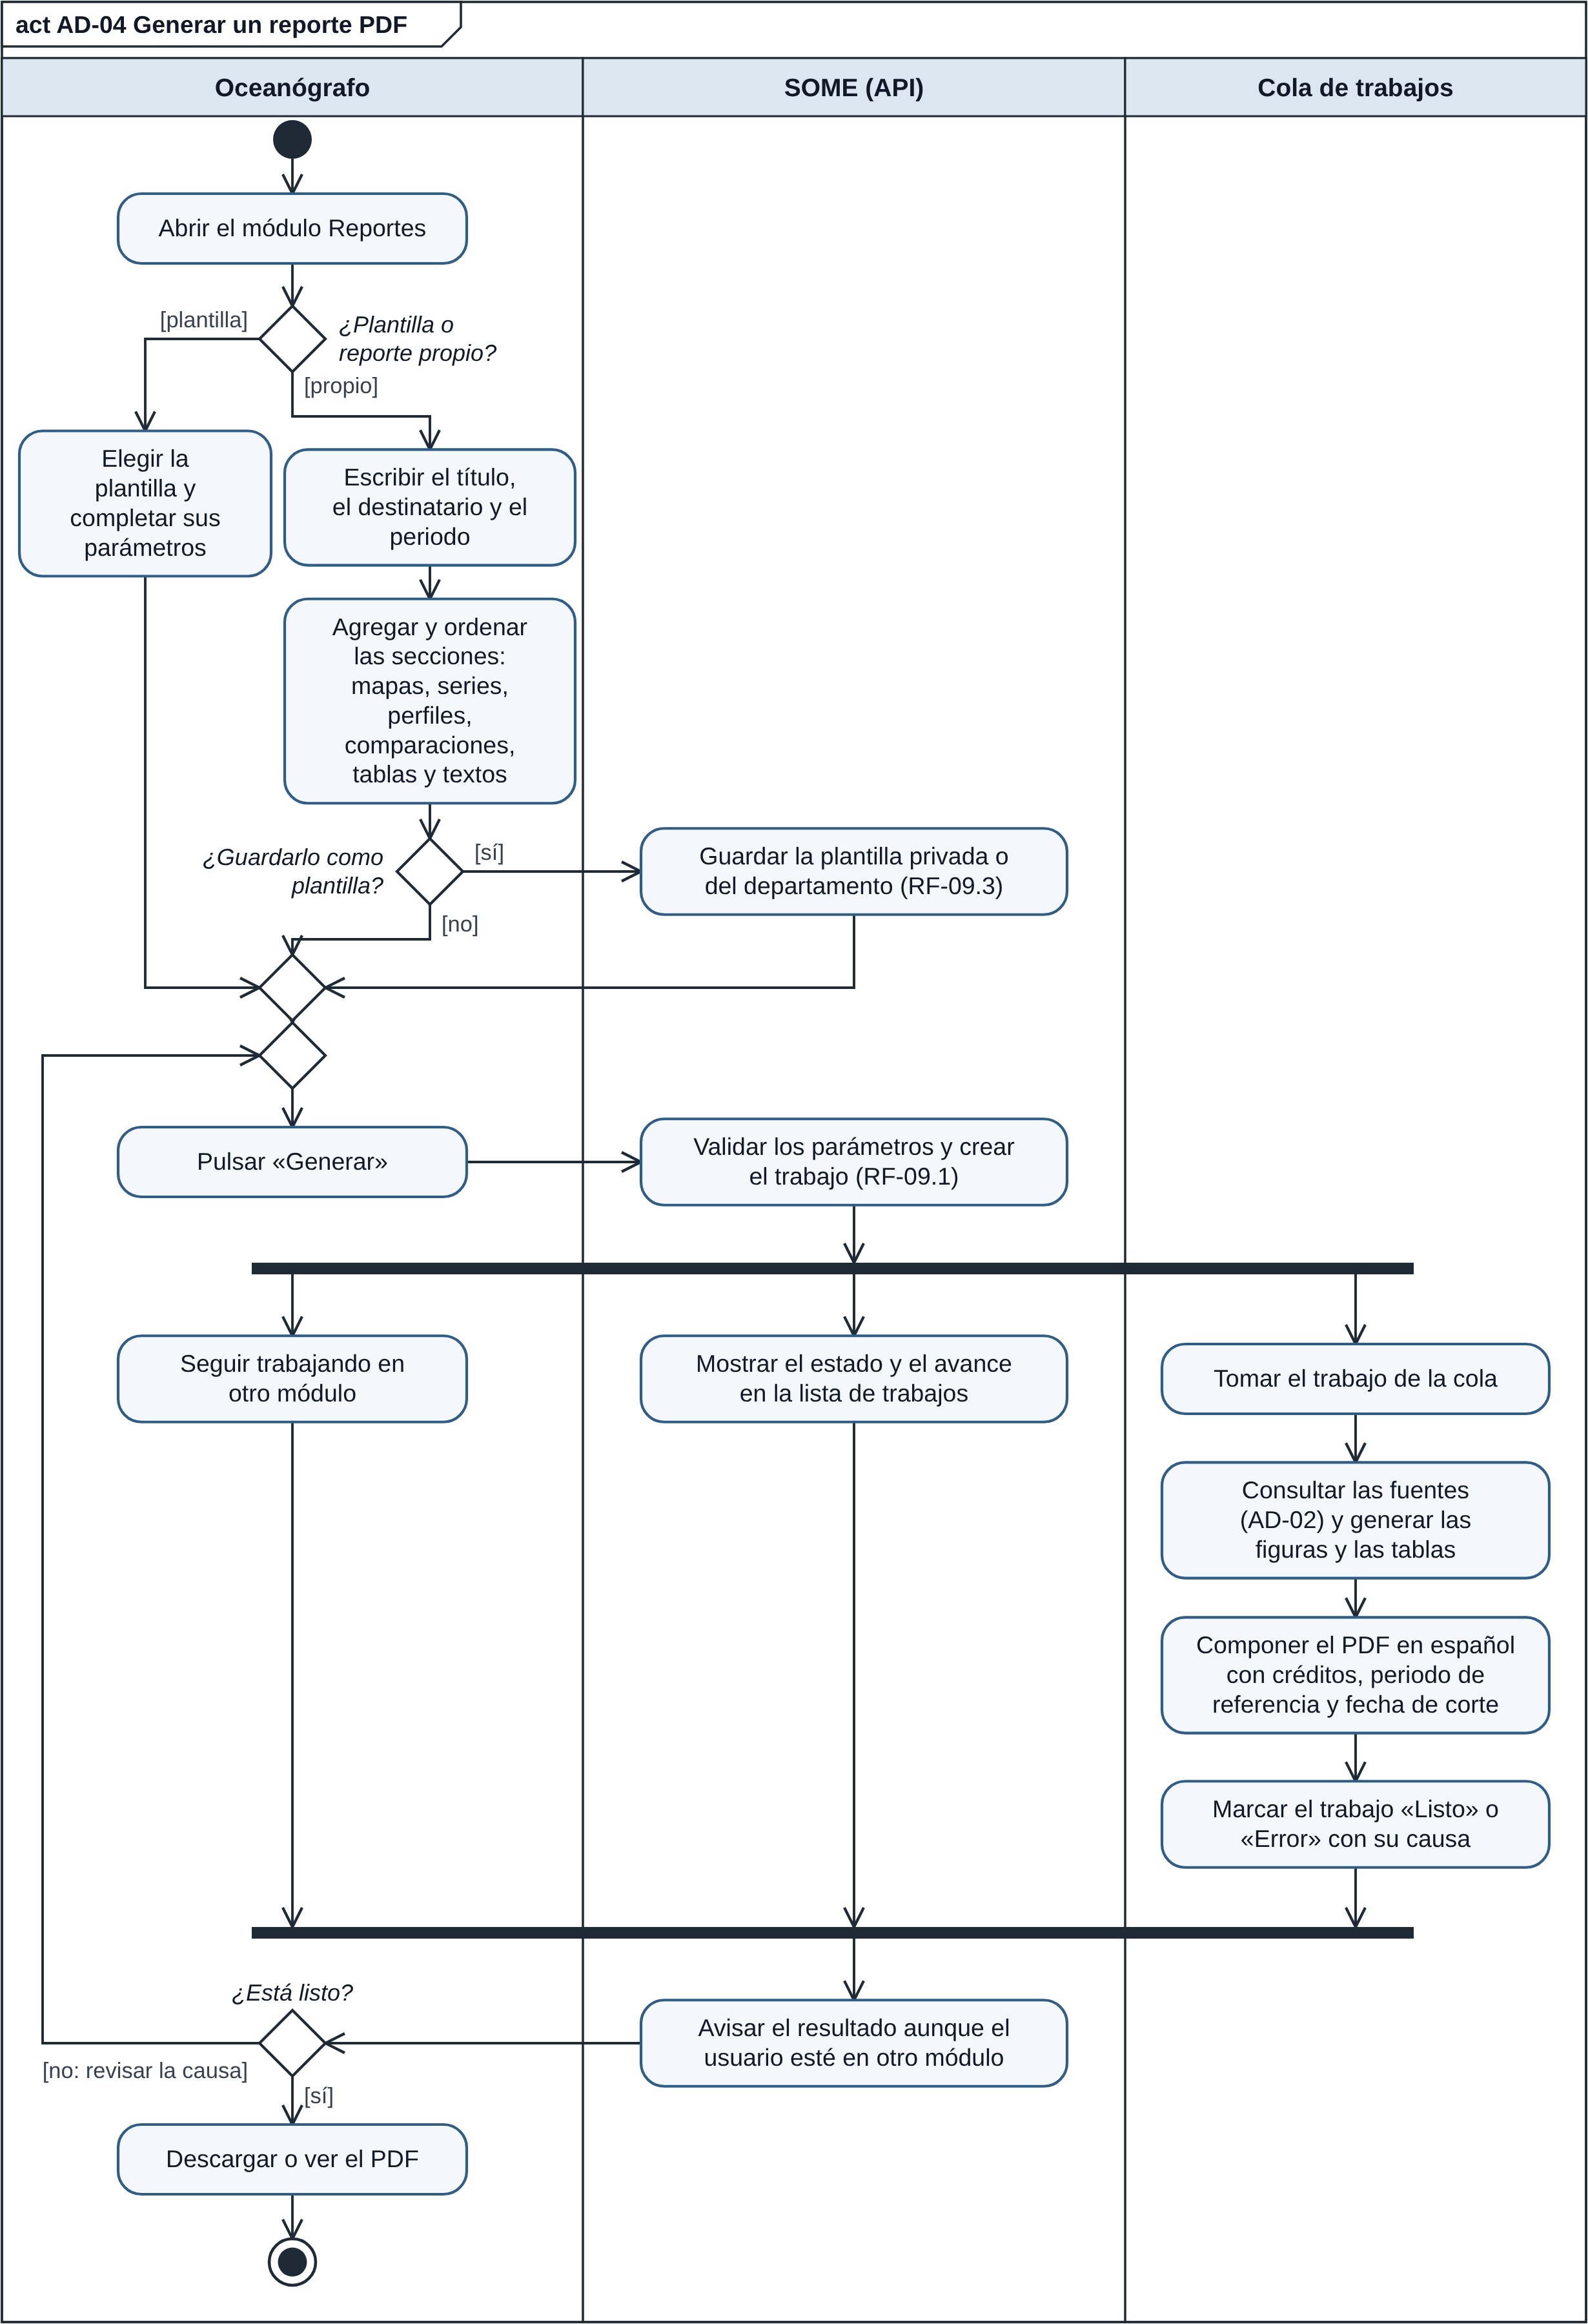 act AD-04 Generar un reporte PDF
Oceanógrafo
SOME (API)
Cola de trabajos
Abrir el módulo Reportes
[plantilla]
¿Plantilla o
reporte propio?
[propio]
Elegir la
plantilla y
completar sus
parámetros
Escribir el título,
el destinatario y el
periodo
Agregar y ordenar
las secciones:
mapas, series,
perfiles,
comparaciones,
tablas y textos
¿Guardarlo como
plantilla?
[sí]
[no]
Guardar la plantilla privada o
del departamento (RF-09.3)
Pulsar «Generar»
Validar los parámetros y crear
el trabajo (RF-09.1)
Seguir trabajando en
otro módulo
Mostrar el estado y el avance
en la lista de trabajos
Tomar el trabajo de la cola
Consultar las fuentes
(AD-02) y generar las
figuras y las tablas
Componer el PDF en español
con créditos, periodo de
referencia y fecha de corte
Marcar el trabajo «Listo» o
«Error» con su causa
¿Está listo?
Avisar el resultado aunque el
usuario esté en otro módulo
[no: revisar la causa]
[sí]
Descargar o ver el PDF